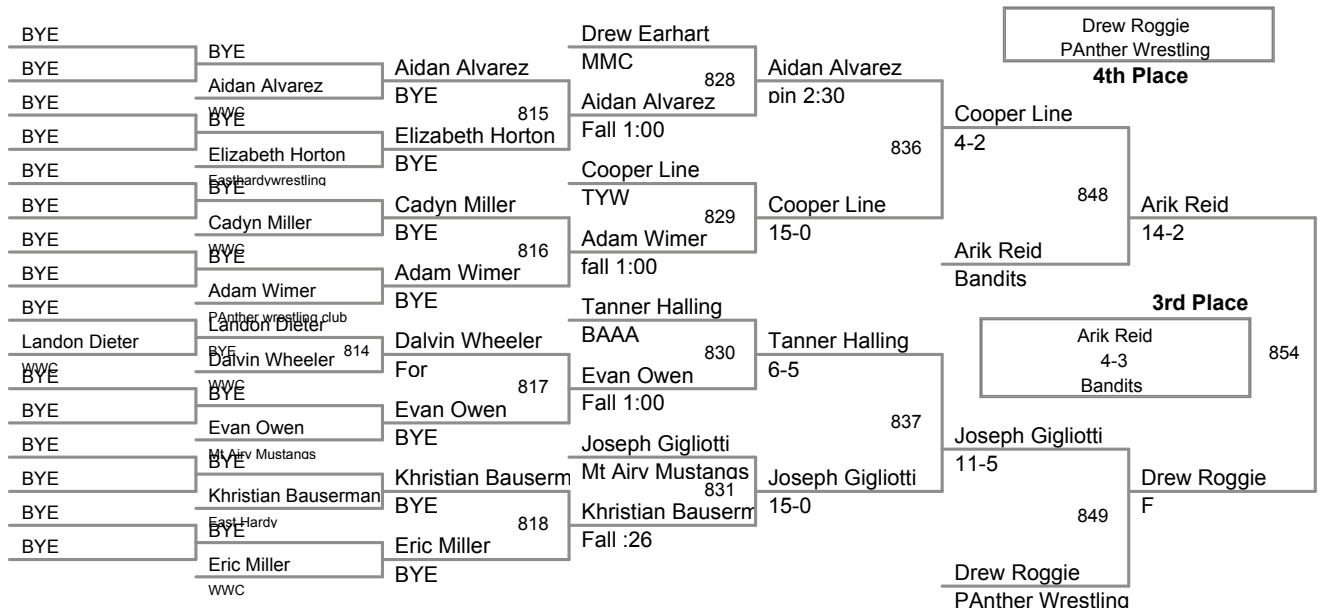 BYE
BYE
BYE
BYE
BYE
BYE
BYE
BYE
BYE
Landon Dieter
WWC
BYE
BYE
BYE
BYE
BYE
BYE
BYE
Aidan Alvarez
WWC
BYE
Elizabeth Horton
Easthardywrestling
BYE
Cadyn Miller
WWC
BYE
Adam Wimer
PAnther wrestling club
Landon Dieter
BYE
814
Dalvin Wheeler
WWC
BYE
Evan Owen
Mt Airy Mustangs
BYE
Khristian Bauserman
East Hardy
BYE
Eric Miller
WWC
Aidan Alvarez
BYE
815
Elizabeth Horton
BYE
Cadyn Miller
BYE
816
Adam Wimer
BYE
Dalvin Wheeler
For
817
Evan Owen
BYE
Khristian Bauserm
818
Eric Miller
BYE
Drew Earhart
MMC
828
Aidan Alvarez
Fall 1:00
Cooper Line
TYW
829
Adam Wimer
fall 1:00
Tanner Halling
BAAA
830
Evan Owen
Fall 1:00
Joseph Gigliotti
Mt Airy Mustangs
831
Khristian Bauserm
Fall :26
Aidan Alvarez
pin 2:30
836
Cooper Line
15-0
Tanner Halling
6-5
837
Joseph Gigliotti
15-0
Cooper Line
4-2
848
Arik Reid
Bandits
Joseph Gigliotti
11-5
849
Drew Roggie
PAnther Wrestling
Arik Reid
14-2
854
Drew Roggie
F
Drew Roggie
PAnther Wrestling
4th Place
3rd Place
Arik Reid
4-3
Bandits